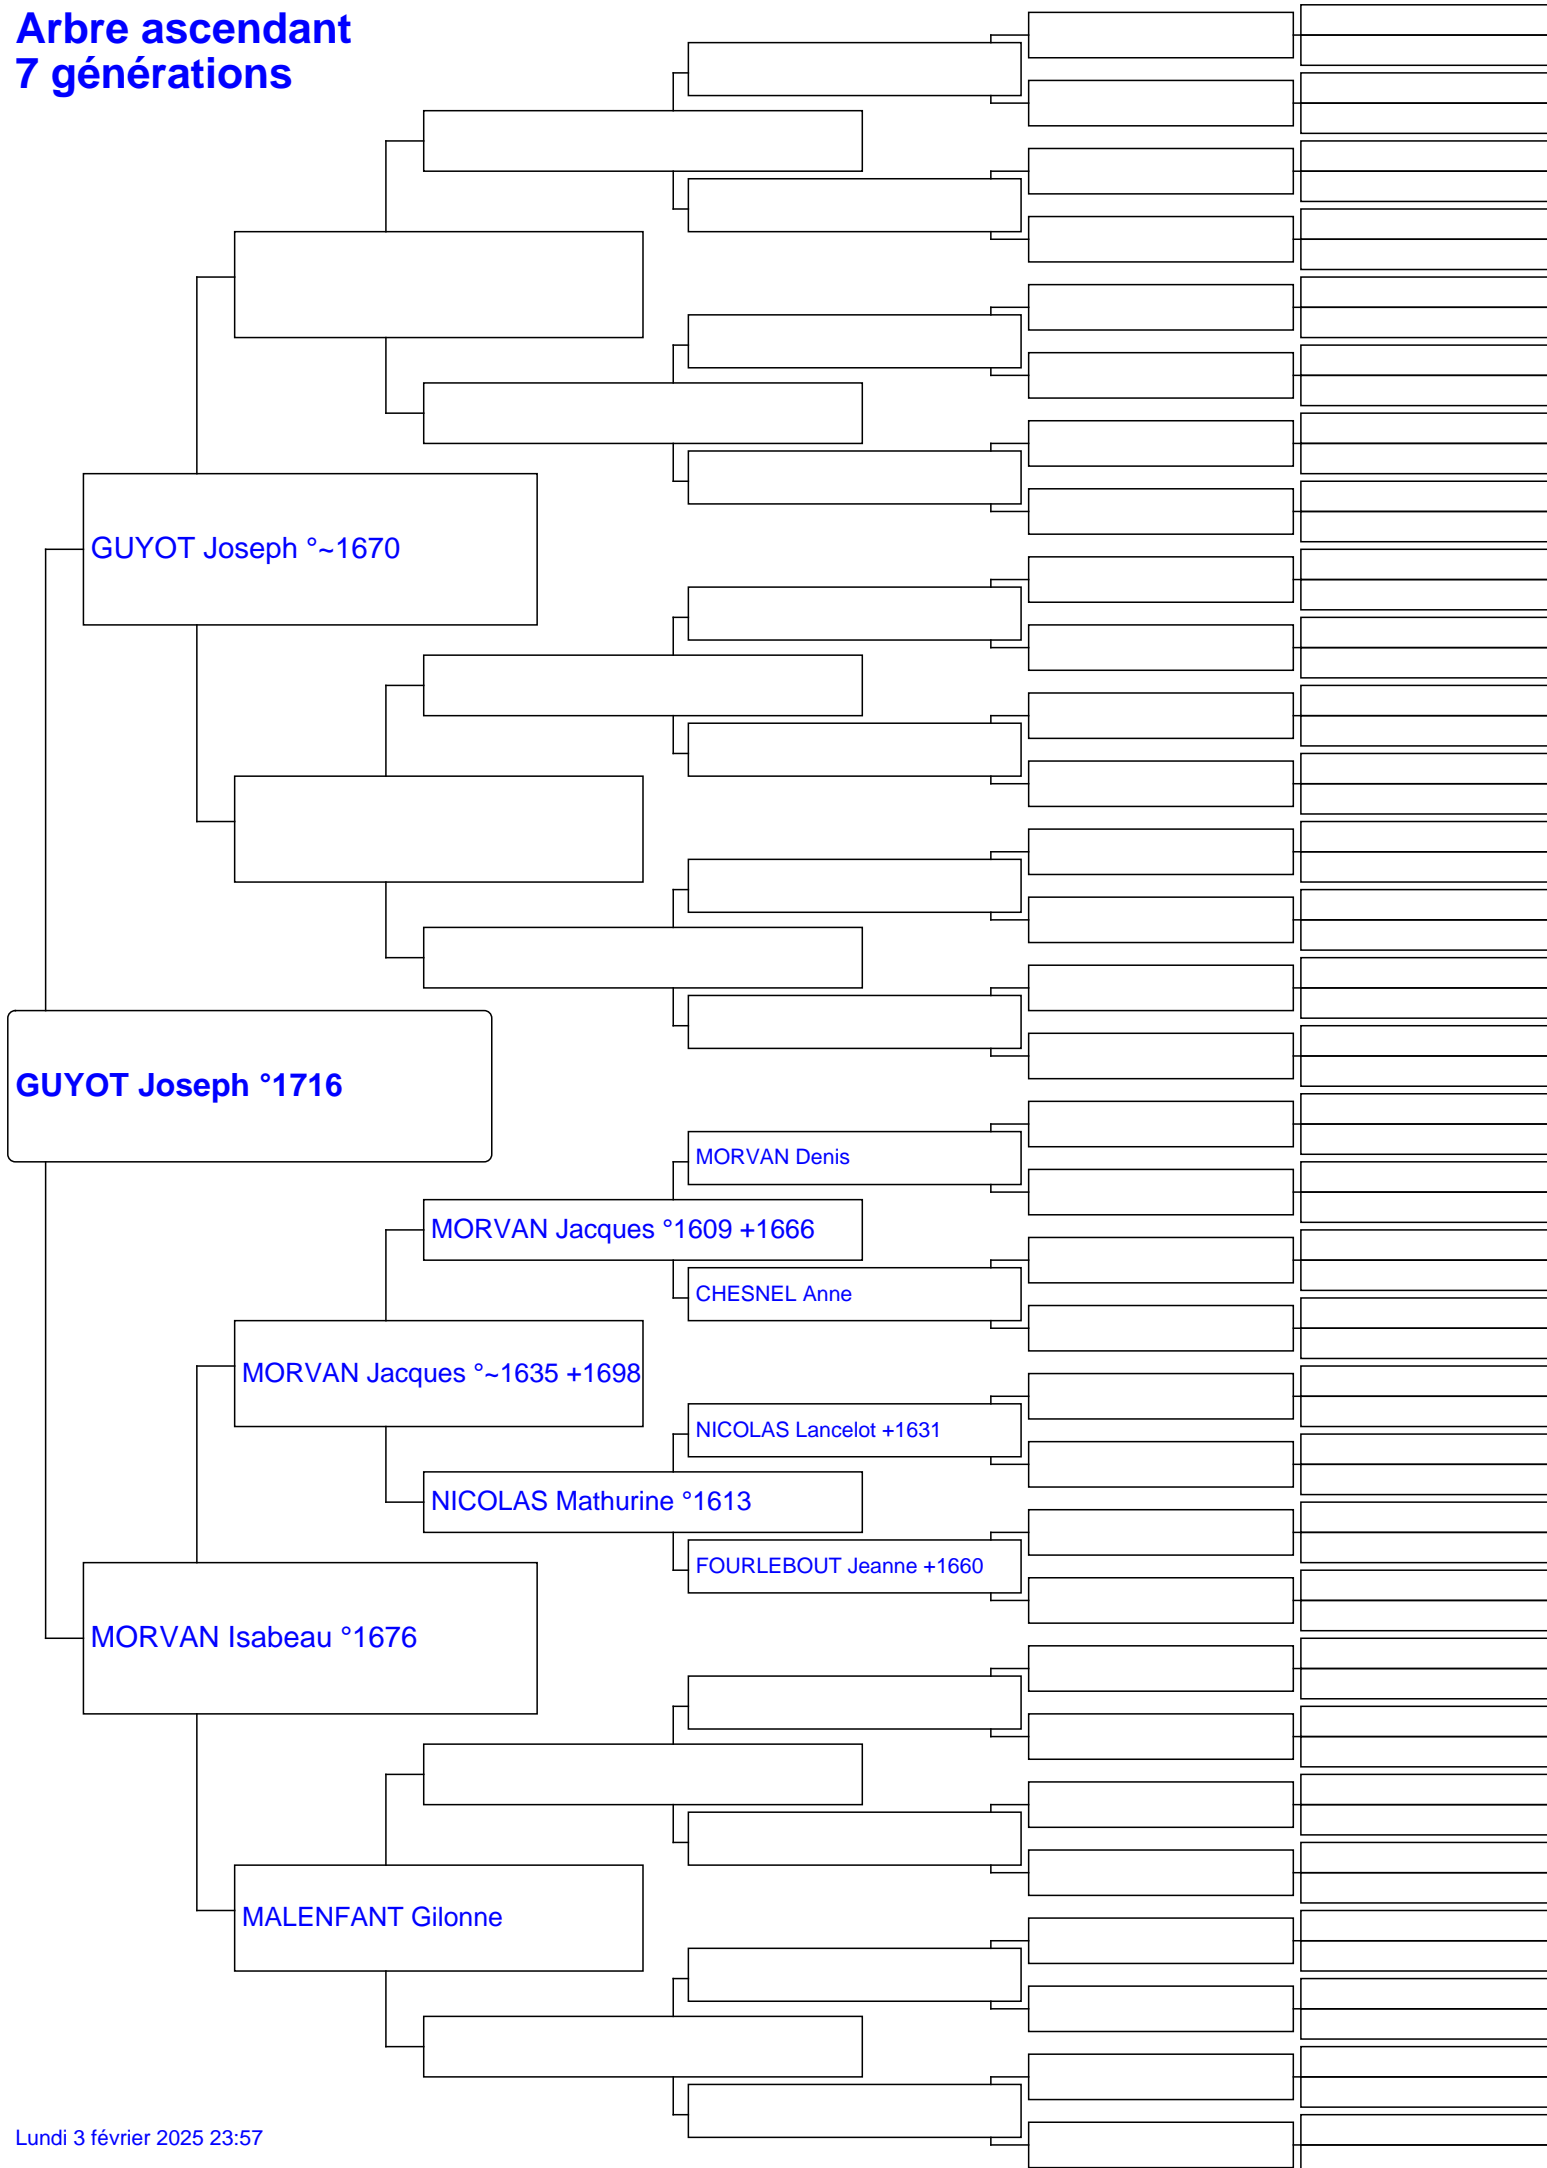 Arbre ascendant
7 générations
GUYOT Joseph °~1670
GUYOT Joseph °1716
MORVAN Denis
MORVAN Jacques °1609 +1666
CHESNEL Anne
MORVAN Jacques °~1635 +1698
NICOLAS Lancelot +1631
NICOLAS Mathurine °1613
FOURLEBOUT Jeanne +1660
MORVAN Isabeau °1676
MALENFANT Gilonne
Lundi 3 février 2025 23:57